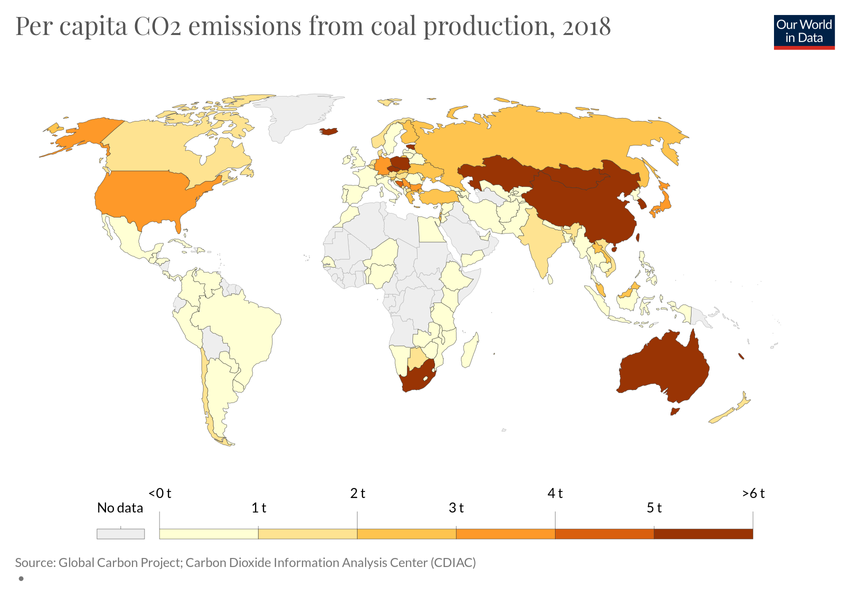 Per capita CO2 emissions from coal production, 2018
Our World
in Data
No data
<0 t
1 t
2 t
3 t
4 t
5 t
>6 t
Source: Global Carbon Project; Carbon Dioxide Information Analysis Center (CDIAC)